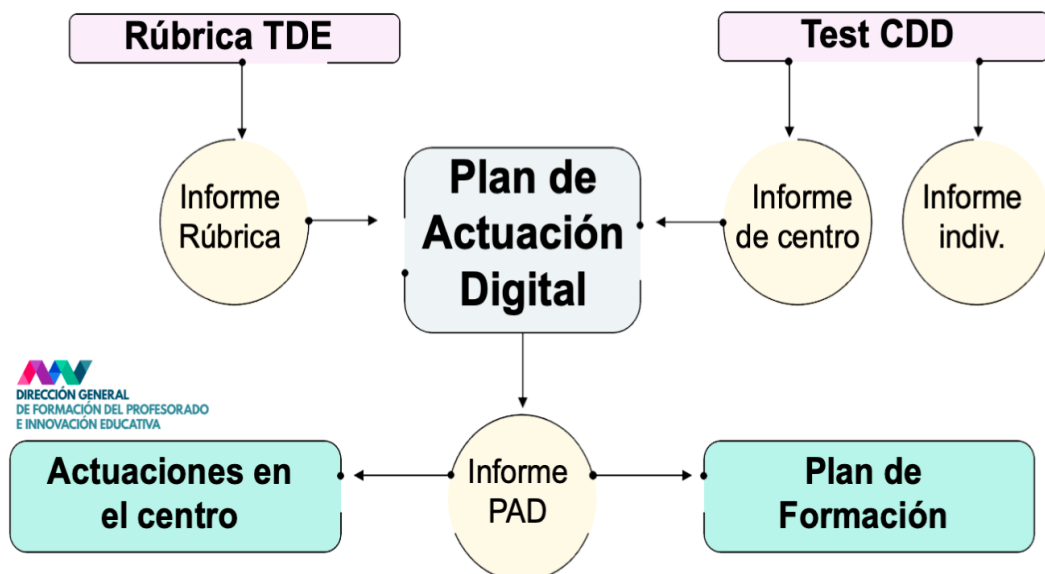 Rúbrica TDE
Test CDD
Informe
Rúbrica
Plan de
Actuación
Digital
Informe
de centro
Informe
indiv.
DIRECCIÓN GENERAL
DE FORMACIÓN DEL PROFESORADO
E INNOVACIÓN EDUCATIVA
Actuaciones en
el centro
Informe
PAD
Plan de
Formación